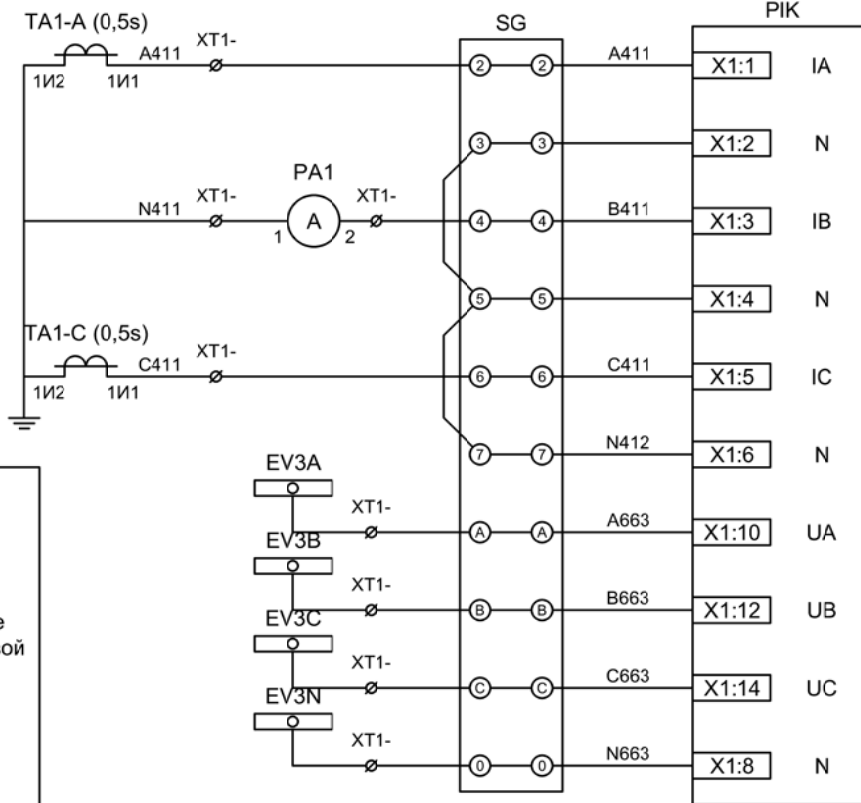 SG
PIK
TA1-A (0,5s)
A411
XT1-
1И2
1И1
2
2
A411
X1:1
IA
3
3
X1:2
N
PA1
N411
XT1-
1
A
2
XT1-
4
4
B411
X1:3
IB
5
5
X1:4
N
TA1-C (0,5s)
C411
XT1-
1И2
1И1
6
6
C411
X1:5
IC
7
7
N412
X1:6
N
EV3A
XT1-
A
A
A663
X1:10
UA
EV3B
XT1-
B
B
B663
X1:12
UB
EV3C
XT1-
C
C
C663
X1:14
UC
EV3N
XT1-
0
0
N663
X1:8
N